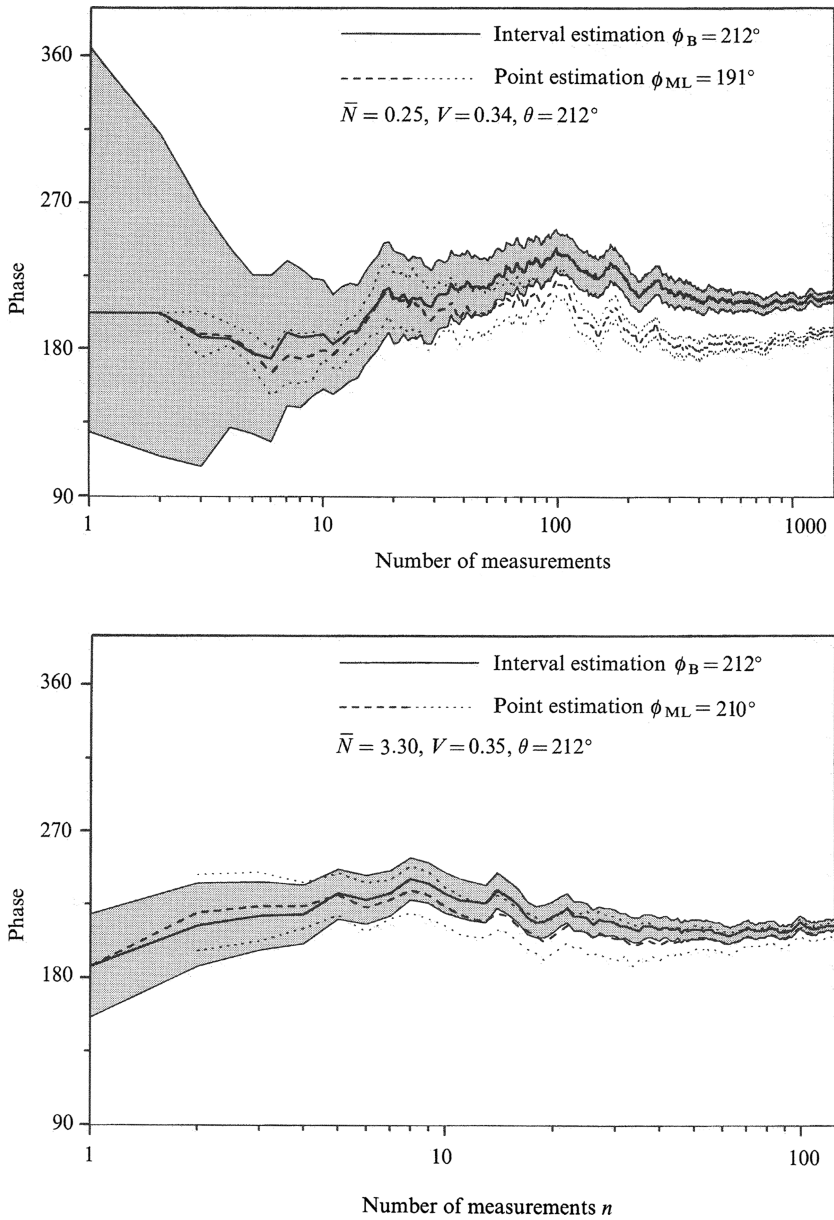 Interval estimation ϕB = 212°
Point estimation ϕML = 191°
N̅ = 0.25, V = 0.34, θ = 212°
360
270
180
90
Phase
1
10
100
1000
Number of measurements
Interval estimation ϕB = 212°
Point estimation ϕML = 210°
N̅ = 3.30, V = 0.35, θ = 212°
360
270
180
90
Phase
1
10
100
Number of measurements n